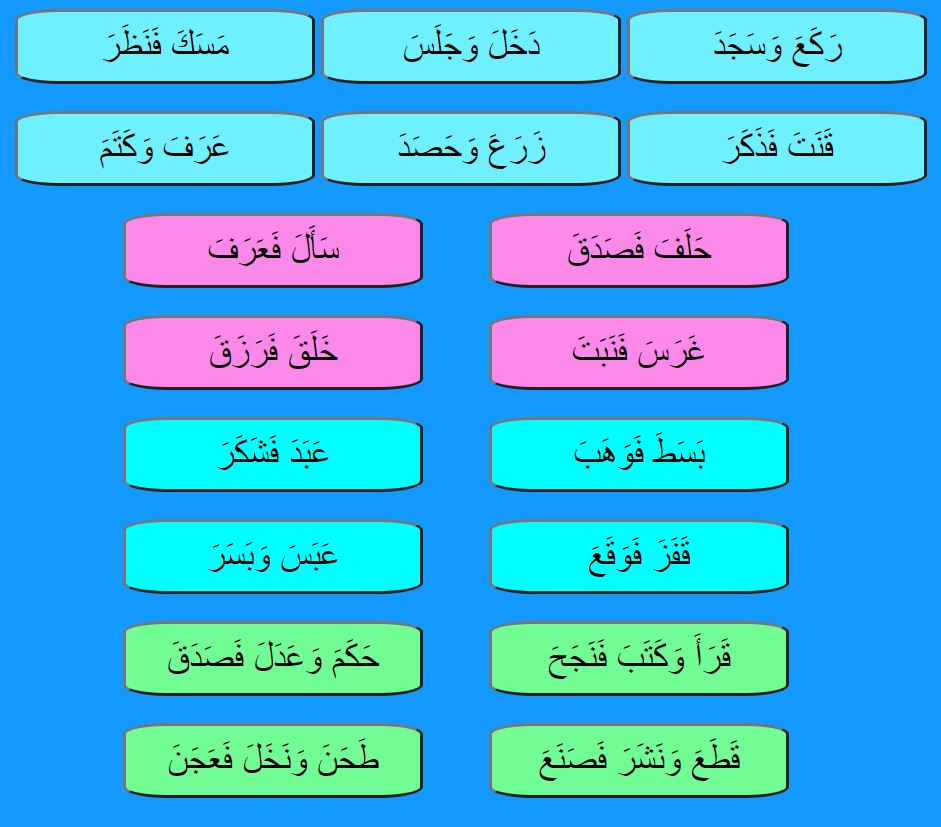 رَكَعَ وَسَجَدَ
دَخَلَ وَجَلَسَ
مَسَكَ فَنَظَرَ
قَنَتَ فَذَكَرَ
زَرَعَ وَحَصَدَ
عَرَفَ وَكَتَمَ
حَلَفَ فَصَدَقَ
سَأَلَ فَعَرَفَ
غَرَسَ فَنَبَتَ
خَلَقَ فَرَزَقَ
بَسَطَ فَوَهَبَ
عَبَدَ فَشَكَرَ
قَفَزَ فَوَقَعَ
عَبَسَ وَبَسَرَ
قَرَأَ وَكَتَبَ فَنَجَحَ
حَكَمَ وَعَدَلَ فَصَدَقَ
قَطَعَ وَنَشَرَ فَصَنَعَ
طَحَنَ وَنَخَلَ فَعَجَنَ